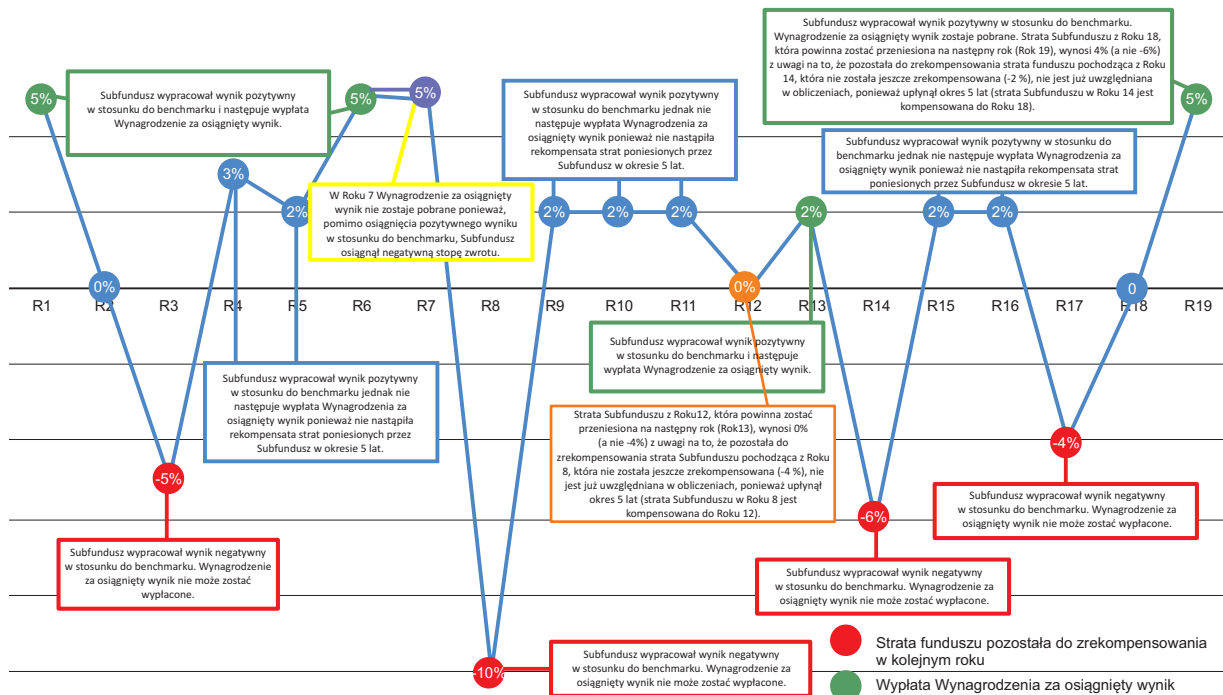 Subfundusz wypracował wynik pozytywny w stosunku do benchmarku.
Wynagrodzenie za osiągnięty wynik zostaje pobrane. Strata Subfunduszu z Roku 18,
która powinna zostać przeniesiona na następny rok (Rok 19), wynosi 4% (a nie -6%)
z uwagi na to, że pozostała do zrekompensowania strata funduszu pochodząca z Roku
14, która nie została jeszcze zrekompensowana (-2 %), nie jest już uwzględniana
w obliczeniach, ponieważ upłynął okres 5 lat (strata Subfunduszu w Roku 14 jest
kompensowana do Roku 18).
Subfundusz wypracował wynik pozytywny
w stosunku do benchmarku i następuje wypłata
Wynagrodzenie za osiągnięty wynik.
Subfundusz wypracował wynik pozytywny
w stosunku do benchmarku jednak nie
następuje wypłata Wynagrodzenia za
osiągnięty wynik ponieważ nie nastąpiła
rekompensata strat poniesionych przez
Subfundusz w okresie 5 lat.
Subfundusz wypracował wynik pozytywny w stosunku do
benchmarku jednak nie następuje wypłata Wynagrodzenia za
osiągnięty wynik ponieważ nie nastąpiła rekompensata strat
poniesionych przez Subfundusz w okresie 5 lat.
W Roku 7 Wynagrodzenie za osiągnięty
wynik nie zostaje pobrane ponieważ,
pomimo osiągnięcia pozytywnego wyniku
w stosunku do benchmarku, Subfundusz
osiągnął negatywną stopę zwrotu.
5%
0%
-5%
3%
2%
5%
5%
-10%
2%
2%
2%
0%
2%
-6%
2%
2%
-4%
0
5%
R1
R2
R3
R4
R5
R6
R7
R8
R9
R10
R11
R12
R13
R14
R15
R16
R17
R18
R19
Subfundusz wypracował wynik pozytywny
w stosunku do benchmarku i następuje
wypłata Wynagrodzenie za osiągnięty wynik.
Subfundusz wypracował wynik pozytywny
w stosunku do benchmarku jednak nie
następuje wypłata Wynagrodzenia za
osiągnięty wynik ponieważ nie nastąpiła
rekompensata strat poniesionych przez
Subfundusz w okresie 5 lat.
Strata Subfunduszu z Roku12, która powinna zostać
przeniesiona na następny rok (Rok13), wynosi 0%
(a nie -4%) z uwagi na to, że pozostała do
zrekompensowania strata Subfunduszu pochodząca z Roku
8, która nie została jeszcze zrekompensowana (-4 %), nie
jest już uwzględniana w obliczeniach, ponieważ upłynął
okres 5 lat (strata Subfunduszu w Roku 8 jest
kompensowana do Roku 12).
Subfundusz wypracował wynik negatywny
w stosunku do benchmarku. Wynagrodzenie za
osiągnięty wynik nie może zostać wypłacone.
Subfundusz wypracował wynik negatywny
w stosunku do benchmarku. Wynagrodzenie
za osiągnięty wynik nie może zostać
wypłacone.
Subfundusz wypracował wynik negatywny
w stosunku do benchmarku. Wynagrodzenie za
osiągnięty wynik nie może zostać wypłacone.
Subfundusz wypracował wynik negatywny
w stosunku do benchmarku. Wynagrodzenie za
osiągnięty wynik nie może zostać wypłacone.
Strata funduszu pozostała do zrekompensowania
w kolejnym roku
Wypłata Wynagrodzenia za osiągnięty wynik